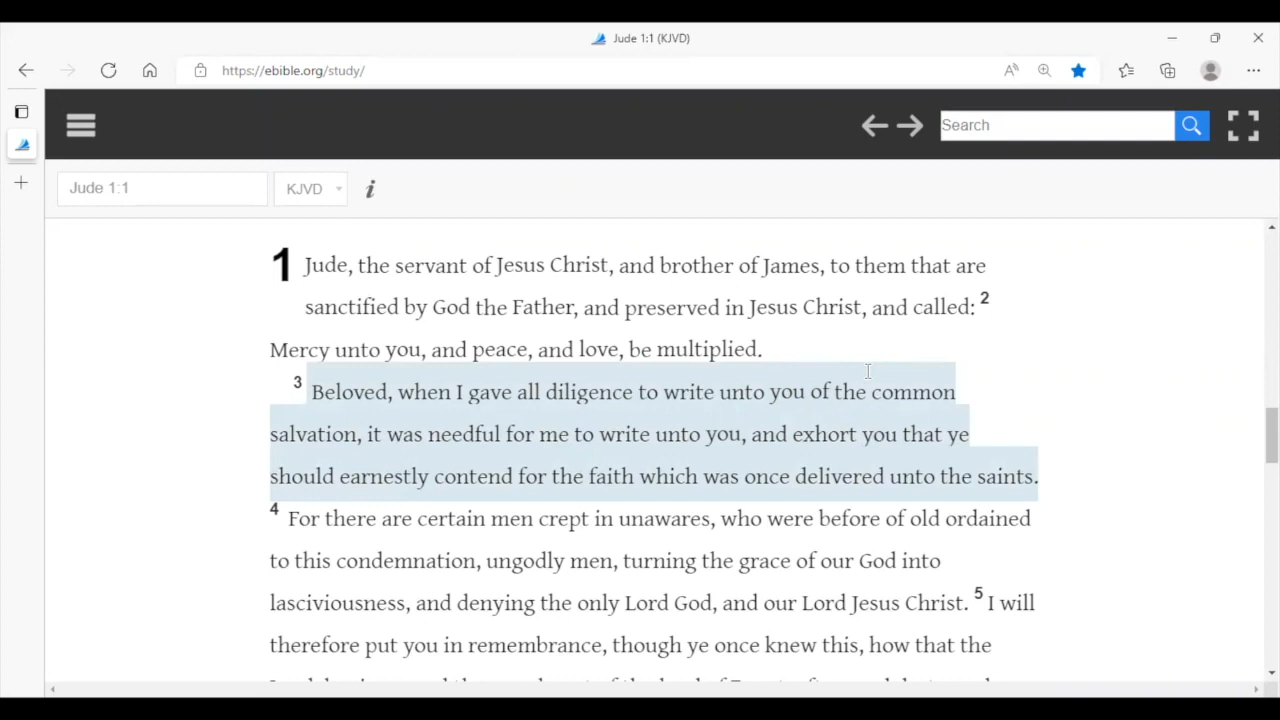 Jude 1:1 (KJVD)
https://ebible.org/study/
Search
Jude 1:1
KJVD
i
1 Jude, the servant of Jesus Christ, and brother of James, to them that are
sanctified by God the Father, and preserved in Jesus Christ, and called: 2
Mercy unto you, and peace, and love, be multiplied.
3 Beloved, when I gave all diligence to write unto you of the common
salvation, it was needful for me to write unto you, and exhort you that ye
should earnestly contend for the faith which was once delivered unto the saints.
4 For there are certain men crept in unawares, who were before of old ordained
to this condemnation, ungodly men, turning the grace of our God into
lasciviousness, and denying the only Lord God, and our Lord Jesus Christ. 5 I will
therefore put you in remembrance, though ye once knew this, how that the